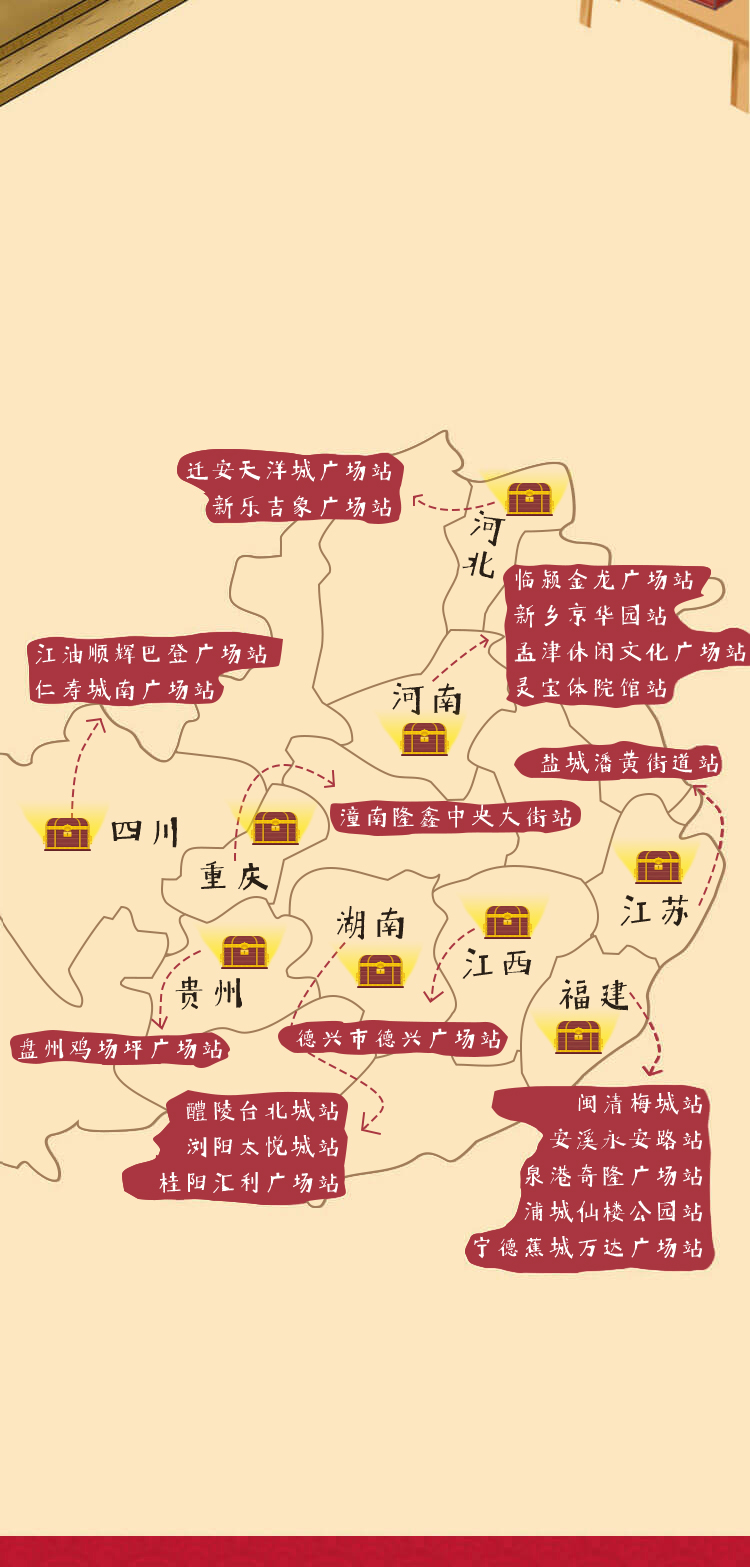 迁安天洋城广场站
新乐吉象广场站
河北
临颍金龙广场站
新乡京华园站
孟津休闲文化广场站
灵宝体院馆站
江油顺辉巴登广场站
仁寿城南广场站
河南
盐城潘黄街道站
潼南隆鑫中央大街站
四川
重庆
湖南
江苏
江西
贵州
福建
德兴市德兴广场站
盘州鸡场坪广场站
醴陵台北城站
浏阳太悦城站
桂阳汇利广场站
闽清梅城站
安溪永安路站
泉港奇隆广场站
浦城仙楼公园站
宁德蕉城万达广场站